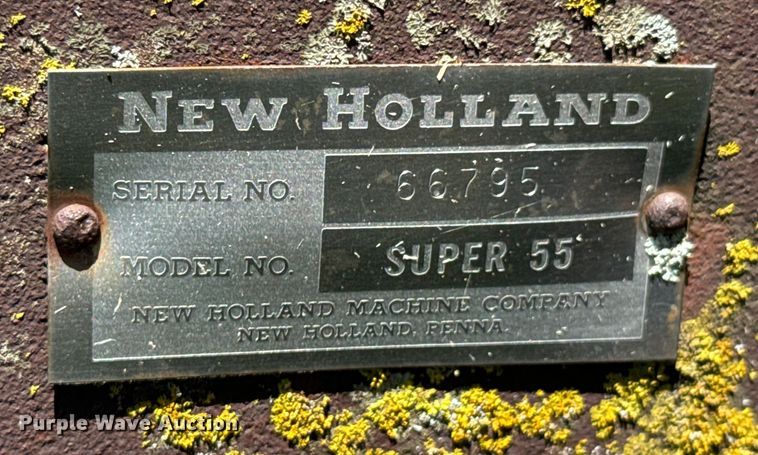 NEW HOLLAND
SERIAL NO. 66795
MODEL NO. SUPER 55
NEW HOLLAND MACHINE COMPANY
NEW HOLLAND, PENNA.
Purple Wave Auction